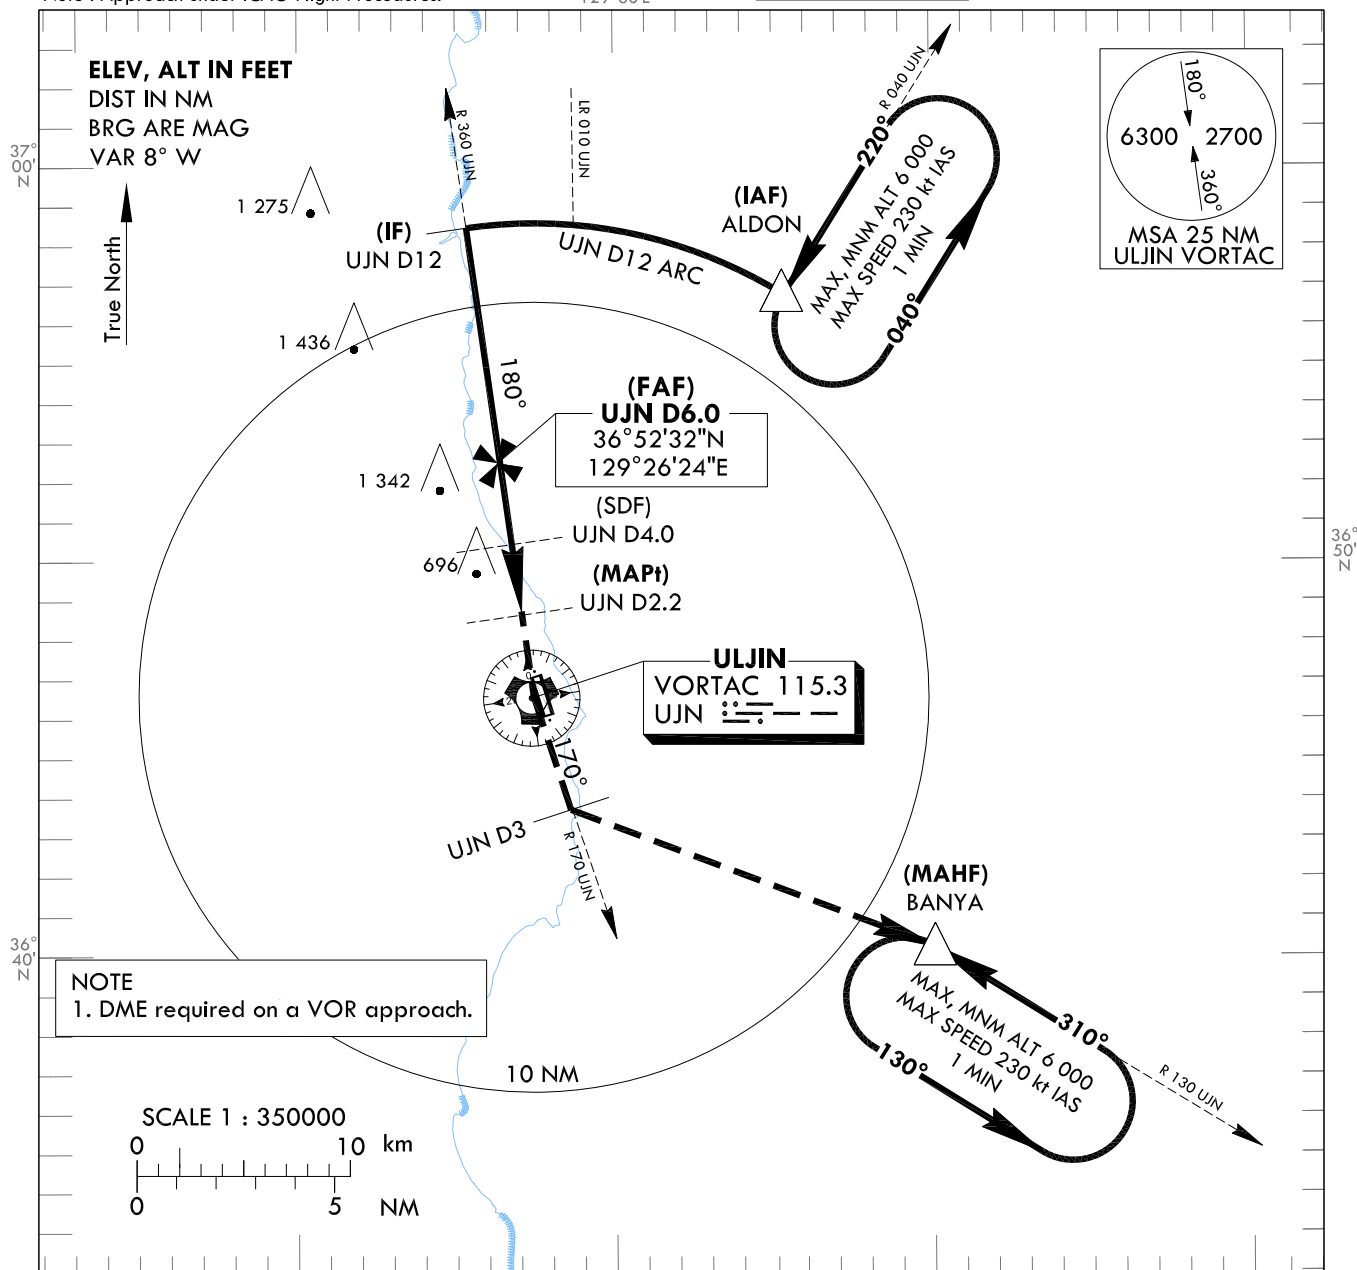 129°00'E
ELEV, ALT IN FEET
DIST IN NM
BRG ARE MAG
VAR 8° W
True North
37°
00'
N
1 275
1 436
1 342
696
(IF)
UJN D12
R 360 UJN
LR 010 UJN
UJN D12 ARC
(IAF)
ALDON
R 040 UJN
220°
MAX, MNM ALT 6 000
MAX SPEED 230 kt IAS
1 MIN
040°
180°
6300
2700
360°
MSA 25 NM
ULJIN VORTAC
180°
(FAF)
UJN D6.0
36°52'32"N
129°26'24"E
(SDF)
UJN D4.0
(MAPt)
UJN D2.2
36°
50'
N
ULJIN
VORTAC 115.3
UJN
170°
UJN D3
R 170 UJN
(MAHF)
BANYA
310°
MAX, MNM ALT 6 000
MAX SPEED 230 kt IAS
1 MIN
130°
R 130 UJN
36°
40'
N
NOTE
1. DME required on a VOR approach.
10 NM
SCALE 1 : 350000
0 10 km
0 5 NM